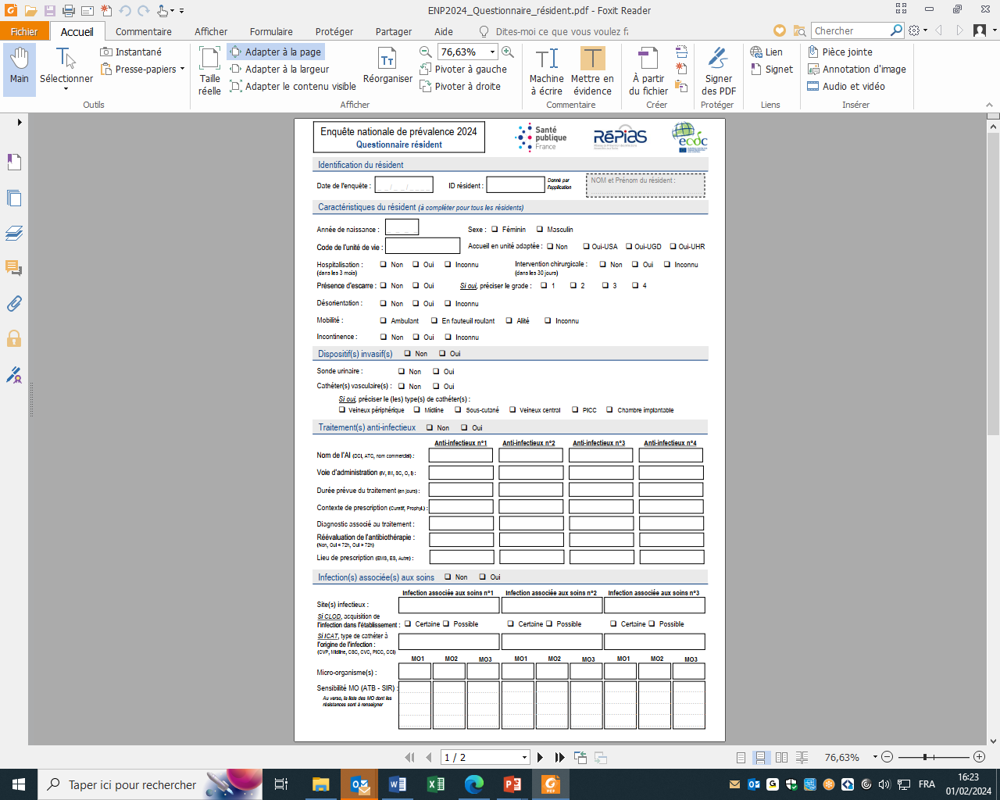 ENP2024_Questionnaire_résident.pdf - Foxit Reader
Fichier Accueil Commentaire Afficher Formulaire Protéger Partager Aide Dites-moi ce que vous voulez fa Chercher
Main
Sélectionner
Instantané
Presse-papiers
Outils
Taille réelle
Adapter à la page
Adapter à la largeur
Adapter le contenu visible
Réorganiser
76,63%
Pivoter à gauche
Pivoter à droite
Afficher
Machine à écrire
Mettre en évidence
Commentaire
À partir du fichier
Créer
Signer des PDF
Protéger
Lien
Signet
Liens
Pièce jointe
Annotation d'image
Audio et vidéo
Insérer
Enquête nationale de prévalence 2024
Questionnaire résident
Santé publique France
RéPIAS
ecdc
Identification du résident
Date de l'enquête : _ _/_ _/_ _ _ _ ID résident : Donné par l'application
NOM et Prénom du résident :
Caractéristiques du résident (à compléter pour tous les résidents)
Année de naissance : Sexe : Féminin Masculin
Code de l'unité de vie : Accueil en unité adaptée : Non Oui-USA Oui-UGD Oui-UHR
Hospitalisation : Non Oui Inconnu Intervention chirurgicale : Non Oui Inconnu
(dans les 3 mois) (dans les 30 jours)
Présence d'escarre : Non Oui Si oui, préciser le grade : 1 2 3 4
Désorientation : Non Oui Inconnu
Mobilité : Ambulant En fauteuil roulant Alité Inconnu
Incontinence : Non Oui Inconnu
Dispositif(s) invasif(s) Non Oui
Sonde urinaire : Non Oui
Cathéter(s) vasculaire(s) : Non Oui
Si oui, préciser le (les) type(s) de cathéter(s) :
Veineux périphérique Midline Sous-cutané Veineux central PICC Chambre implantable
Traitement(s) anti-infectieux Non Oui
Anti-infectieux n°1 Anti-infectieux n°2 Anti-infectieux n°3 Anti-infectieux n°4
Nom de l'AI (DCI, ATC, nom commercial) :
Voie d'administration (IV, IM, SC, O, I) :
Durée prévue du traitement (en jours) :
Contexte de prescription (Curatif, Prophyl.) :
Diagnostic associé au traitement :
Réévaluation de l'antibiothérapie :
(Non, Oui < 72h, Oui > 72h)
Lieu de prescription (EMS, ES, Autre) :
Infection(s) associée(s) aux soins Non Oui
Infection associée aux soins n°1 Infection associée aux soins n°2 Infection associée aux soins n°3
Site(s) infectieux :
Si CLOD, acquisition de
l'infection dans l'établissement : Certaine Possible Certaine Possible Certaine Possible
Si ICAT, type de cathéter à
l'origine de l'infection :
(CVP, Midline, CSC, CVC, PICC, CCI)
MO1 MO2 MO3 MO1 MO2 MO3 MO1 MO2 MO3
Micro-organisme(s) :
Sensibilité MO (ATB - SIR) :
Au verso, la liste des MO dont les
résistances sont à renseigner
1 / 2 76,63%
Taper ici pour rechercher
FRA
16:23
01/02/2024